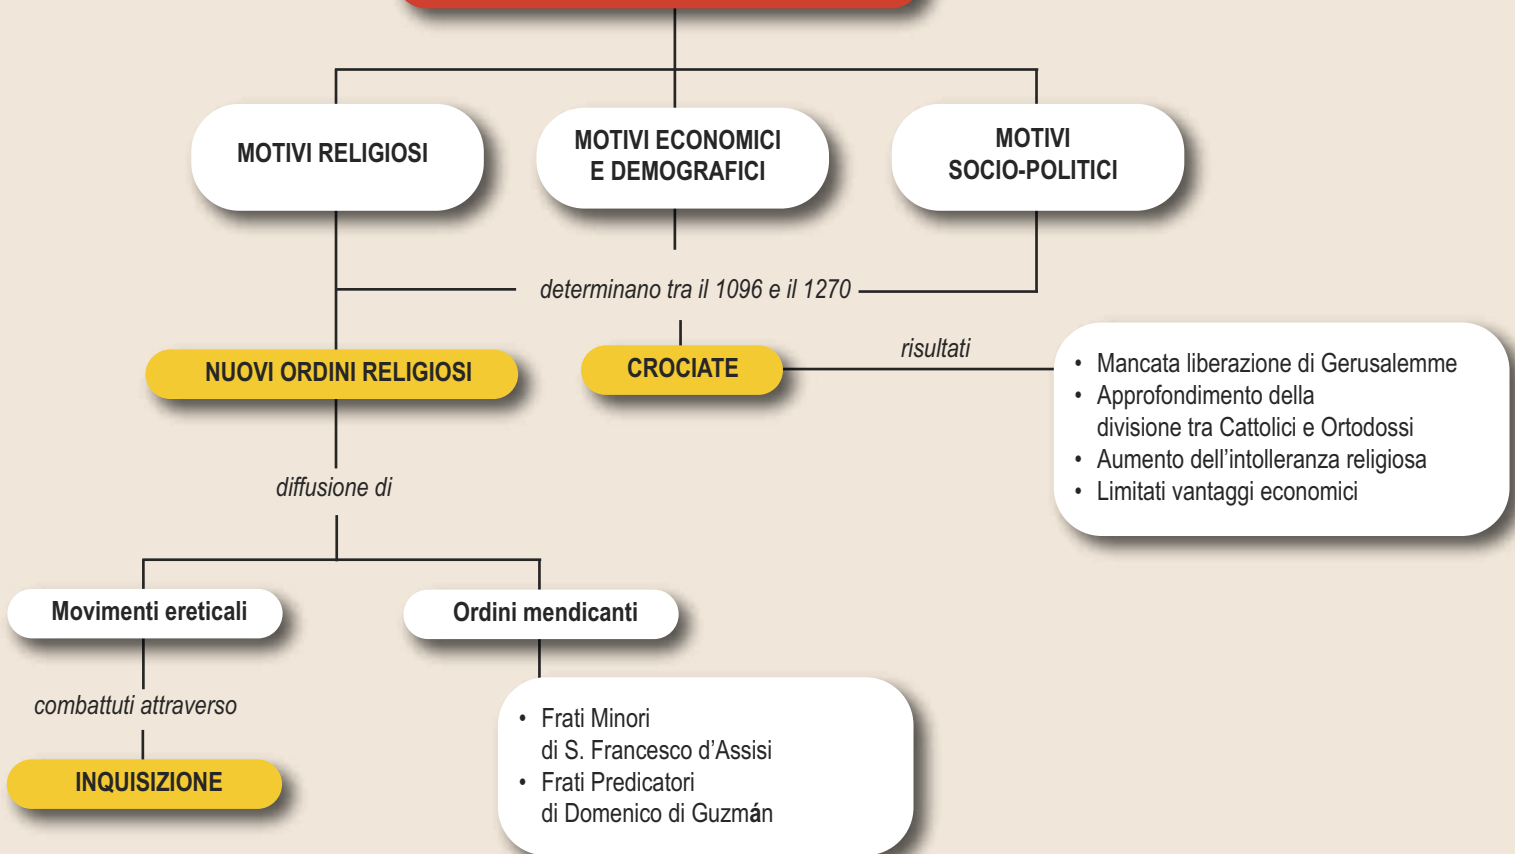 MOTIVI RELIGIOSI
MOTIVI ECONOMICI
E DEMOGRAFICI
MOTIVI
SOCIO-POLITICI
determinano tra il 1096 e il 1270
NUOVI ORDINI RELIGIOSI
CROCIATE
risultati
• Mancata liberazione di Gerusalemme
• Approfondimento della
divisione tra Cattolici e Ortodossi
• Aumento dell’intolleranza religiosa
• Limitati vantaggi economici
diffusione di
Movimenti ereticali
Ordini mendicanti
combattuti attraverso
INQUISIZIONE
• Frati Minori
di S. Francesco d’Assisi
• Frati Predicatori
di Domenico di Guzmán